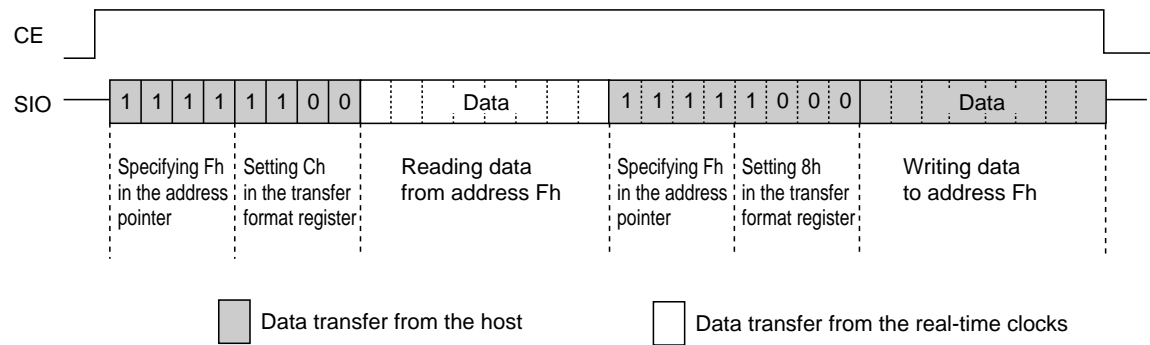 CE
SIO 1 1 1 1 1 1 0 0 Data 1 1 1 1 1 0 0 0 Data
Specifying Fh
in the address
pointer
Setting Ch
in the transfer
format register
Reading data
from address Fh
Specifying Fh
in the address
pointer
Setting 8h
in the transfer
format register
Writing data
to address Fh
Data transfer from the host
Data transfer from the real-time clocks